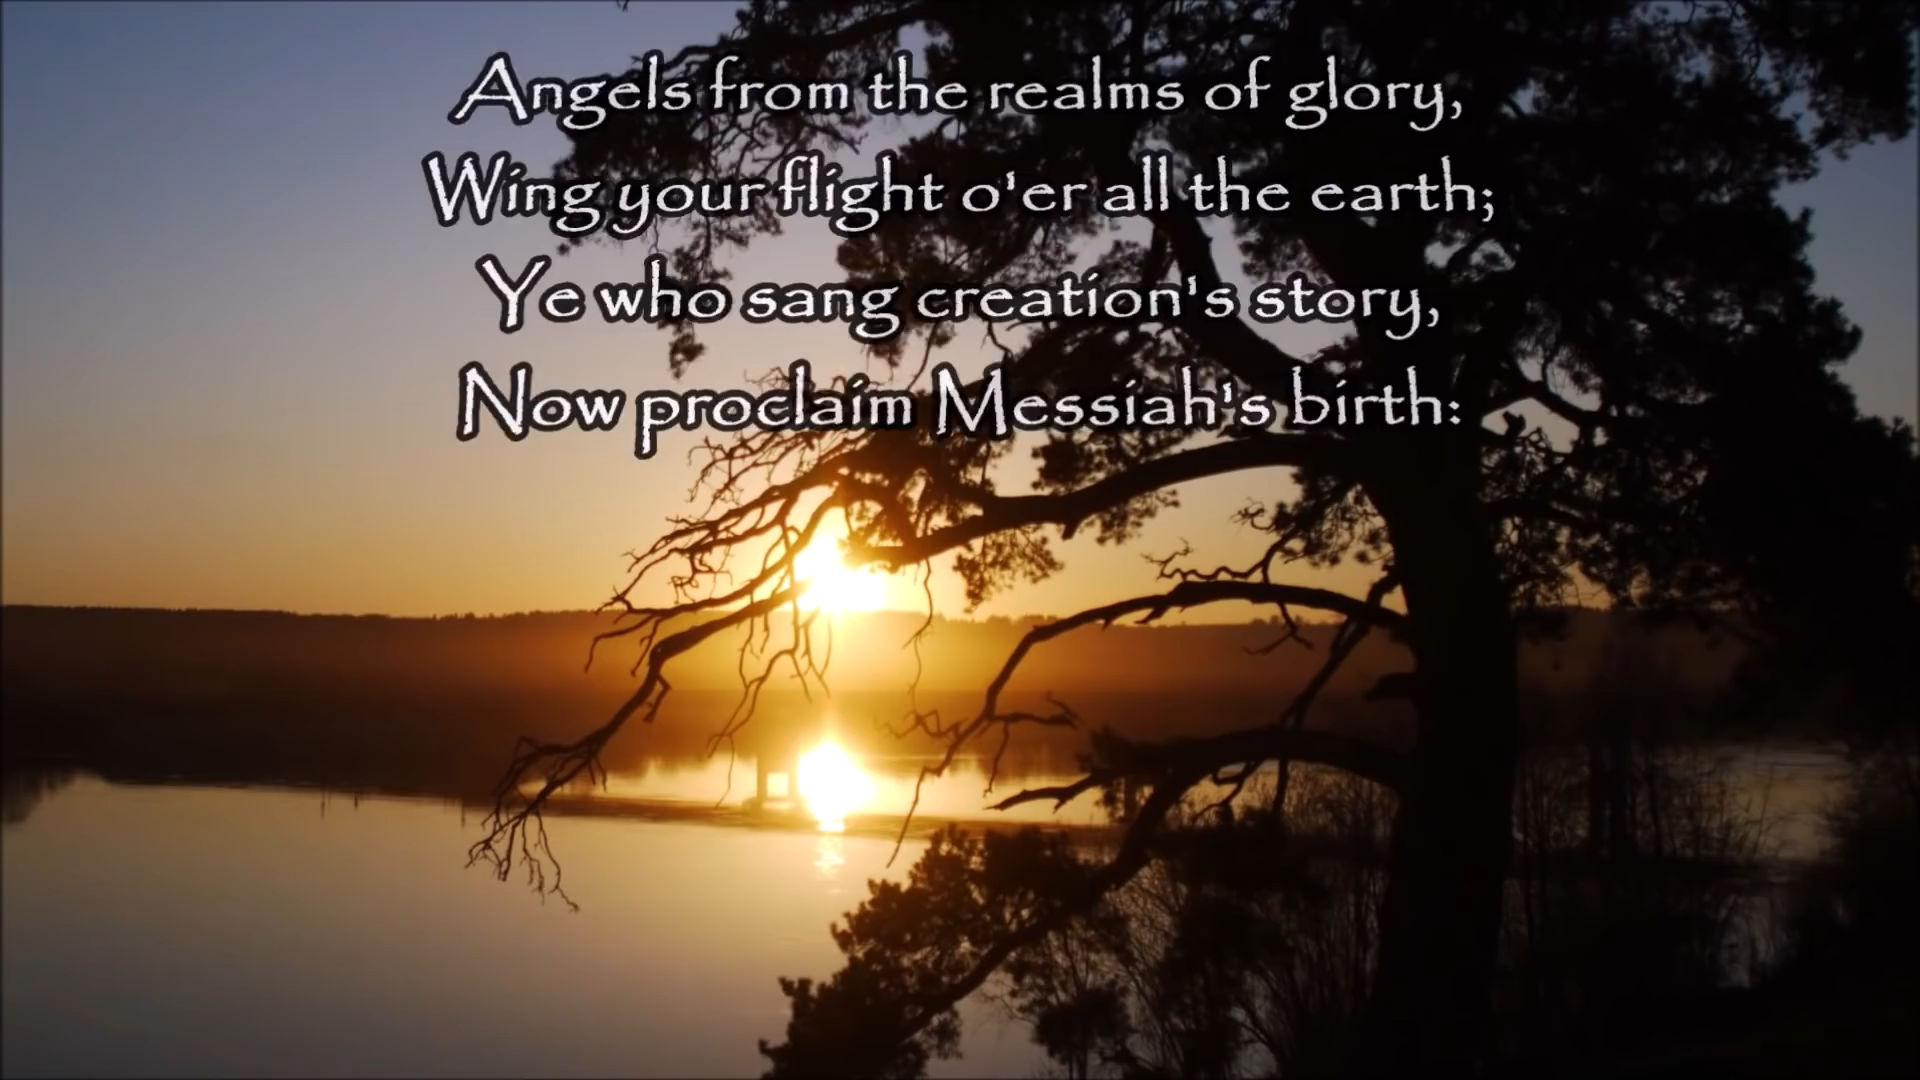 Angels from the realms of glory,
Wing your flight o'er all the earth;
Ye who sang creation's story,
Now proclaim Messiah's birth: